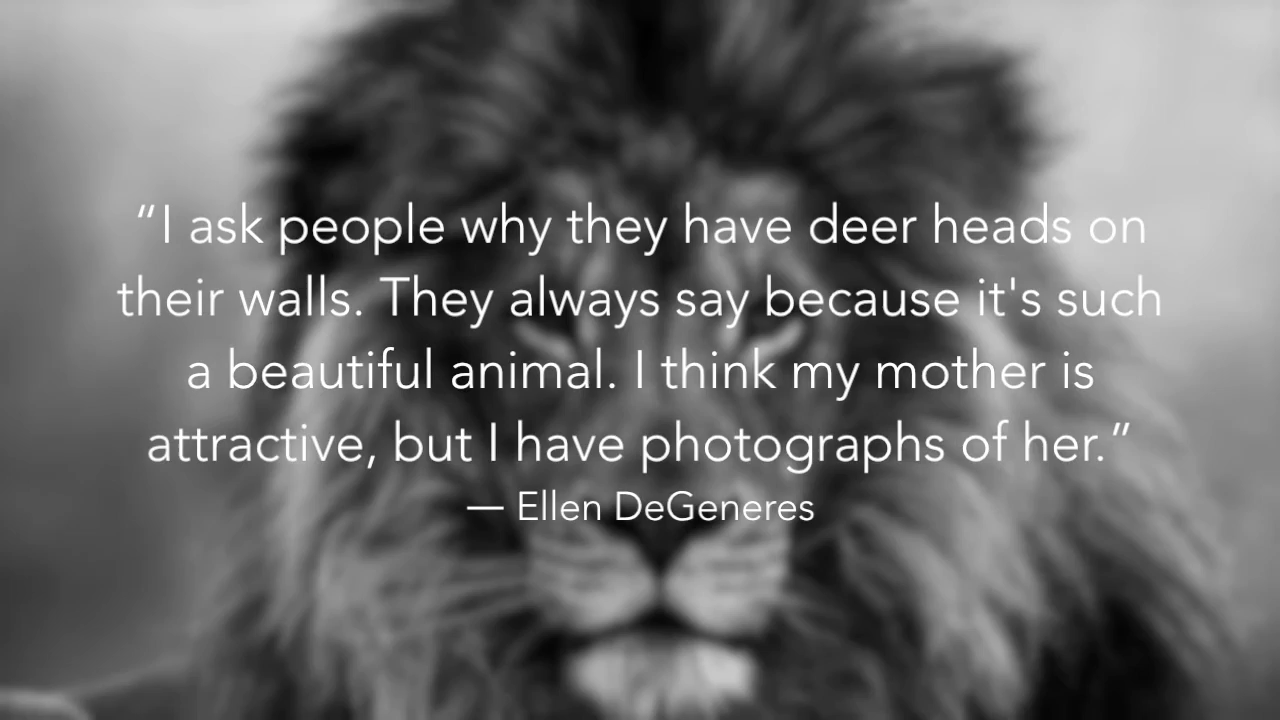 “I ask people why they have deer heads on
their walls. They always say because it's such
a beautiful animal. I think my mother is
attractive, but I have photographs of her.”
— Ellen DeGeneres